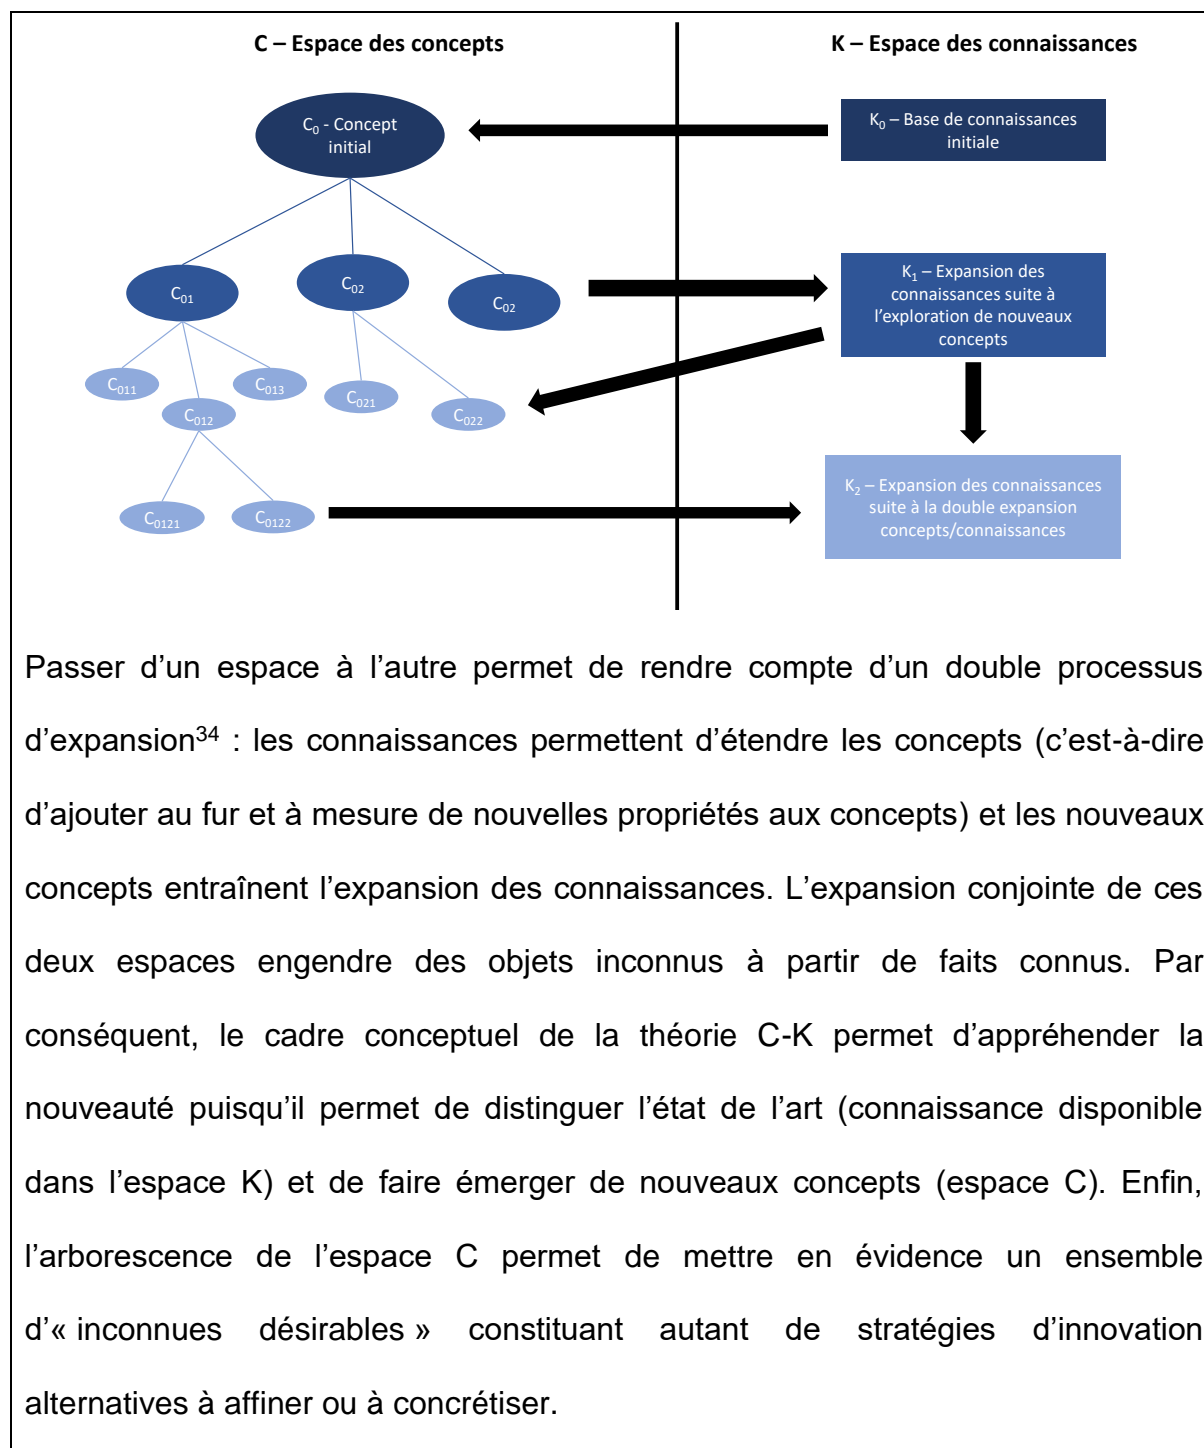 C – Espace des concepts
K – Espace des connaissances
C₀ - Concept
initial
K₀ – Base de connaissances
initiale
C₀₁
C₀₂
C₀₂
K₁ – Expansion des
connaissances suite à
l’exploration de nouveaux
concepts
C₀₁₁
C₀₁₂
C₀₁₃
C₀₂₁
C₀₂₂
C₀₁₂₁
C₀₁₂₂
K₂ – Expansion des connaissances
suite à la double expansion
concepts/connaissances
Passer d’un espace à l’autre permet de rendre compte d’un double processus
d’expansion³⁴ : les connaissances permettent d’étendre les concepts (c’est-à-dire
d’ajouter au fur et à mesure de nouvelles propriétés aux concepts) et les nouveaux
concepts entraînent l’expansion des connaissances. L’expansion conjointe de ces
deux espaces engendre des objets inconnus à partir de faits connus. Par
conséquent, le cadre conceptuel de la théorie C-K permet d’appréhender la
nouveauté puisqu’il permet de distinguer l’état de l’art (connaissance disponible
dans l’espace K) et de faire émerger de nouveaux concepts (espace C). Enfin,
l’arborescence de l’espace C permet de mettre en évidence un ensemble
d’« inconnues désirables » constituant autant de stratégies d’innovation
alternatives à affiner ou à concrétiser.